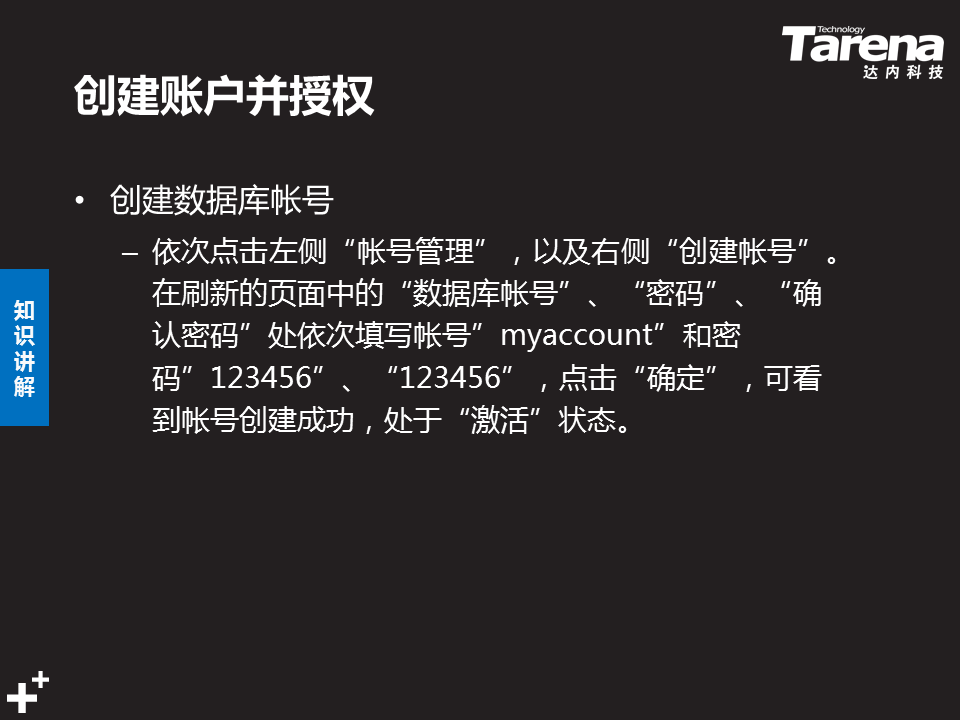 Technology
Tarena
达内科技
创建账户并授权
• 创建数据库帐号
– 依次点击左侧“帐号管理”，以及右侧“创建帐号”。
在刷新的页面中的“数据库帐号”、“密码”、“确
认密码”处依次填写帐号”myaccount”和密
码”123456”、“123456”，点击“确定”，可看
到帐号创建成功，处于“激活”状态。
知
识
讲
解